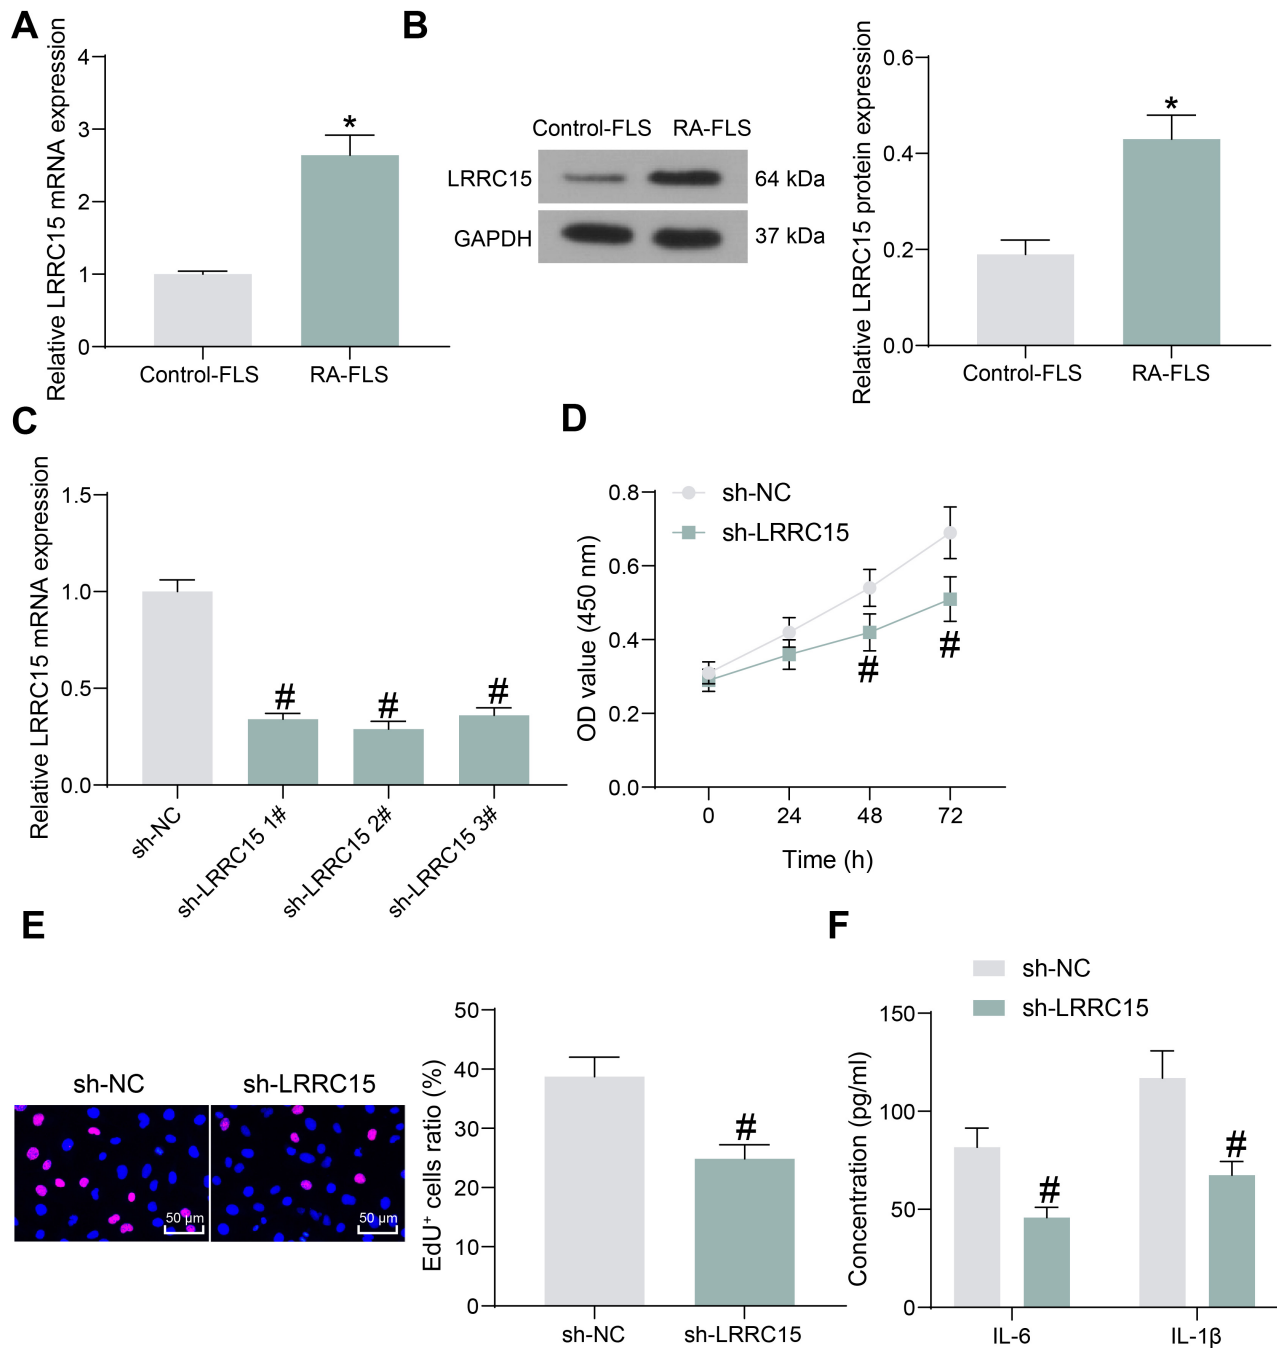 A
Relative LRRC15 mRNA expression
4
3
2
1
0
Control-FLS
RA-FLS
*
B
Control-FLS
RA-FLS
LRRC15
64 kDa
GAPDH
37 kDa
Relative LRRC15 protein expression
0.6
0.4
0.2
0.0
Control-FLS
RA-FLS
*
C
Relative LRRC15 mRNA expression
1.5
1.0
0.5
0.0
#
#
#
sh-NC
sh-LRRC15 1#
sh-LRRC15 2#
sh-LRRC15 3#
D
sh-NC
sh-LRRC15
OD value (450 nm)
0.8
0.6
0.4
0.2
0.0
#
#
0
24
48
72
Time (h)
E
sh-NC
sh-LRRC15
50 μm
50 μm
EdU⁺ cells ratio (%)
50
40
30
20
10
0
#
sh-NC
sh-LRRC15
F
sh-NC
sh-LRRC15
Concentration (pg/ml)
150
100
50
0
#
#
IL-6
IL-1β